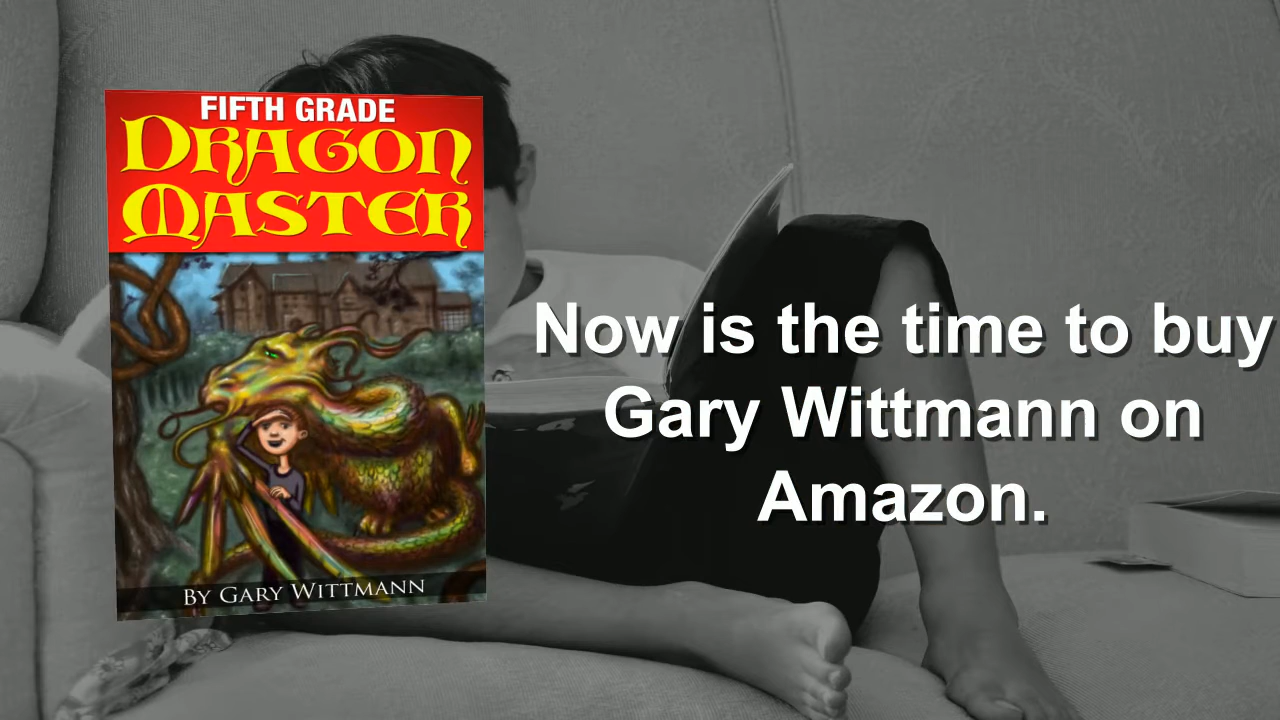 FIFTH GRADE
DRAGON
MASTER
BY GARY WITTMANN
Now is the time to buy
Gary Wittmann on
Amazon.